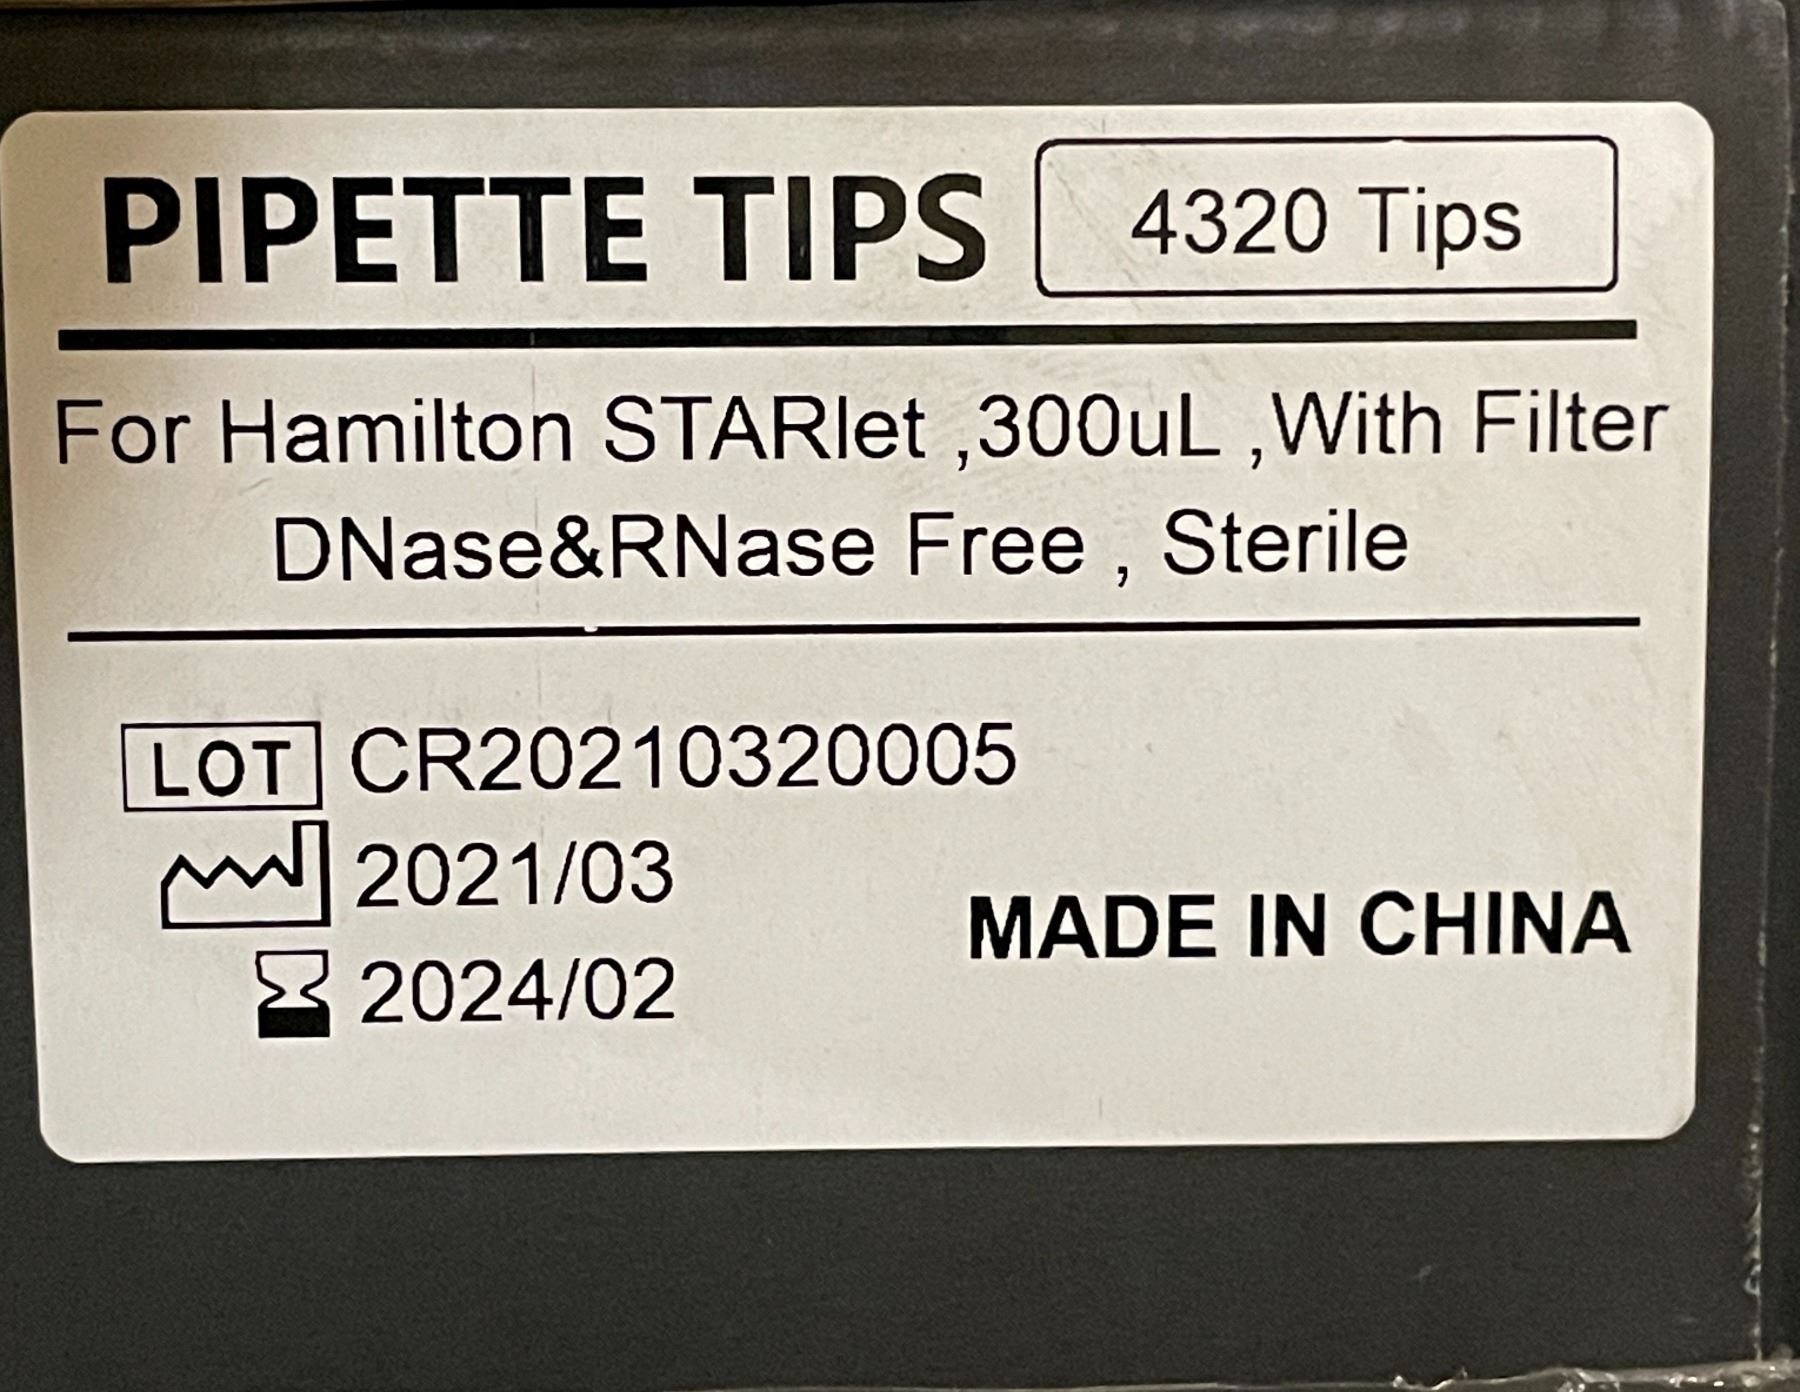 PIPETTE TIPS
4320 Tips
For Hamilton STARlet ,300uL ,With Filter
DNase&RNase Free , Sterile
LOT CR20210320005
2021/03
2024/02
MADE IN CHINA